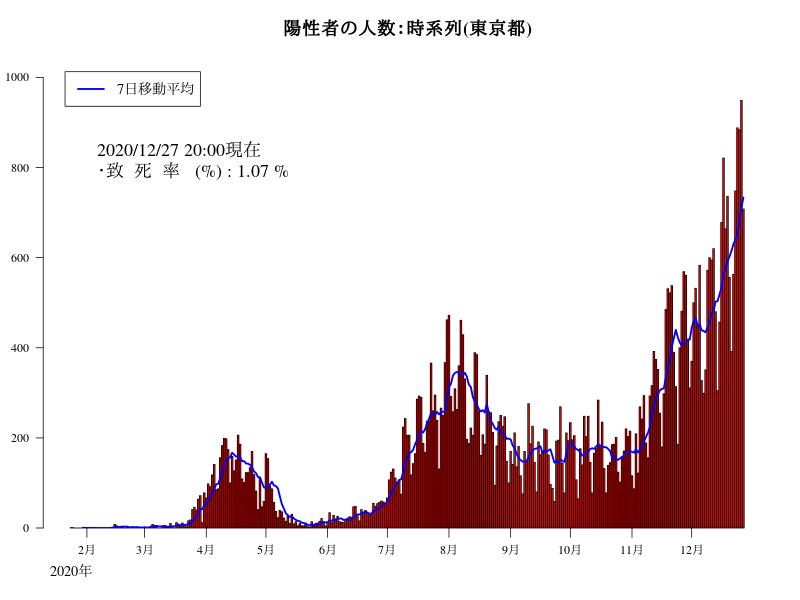 陽性者の人数：時系列(東京都)
1000
7日移動平均
2020/12/27 20:00現在
・致 死 率 (%) : 1.07 %
800
600
400
200
0
2月 3月 4月 5月 6月 7月 8月 9月 10月 11月 12月
2020年